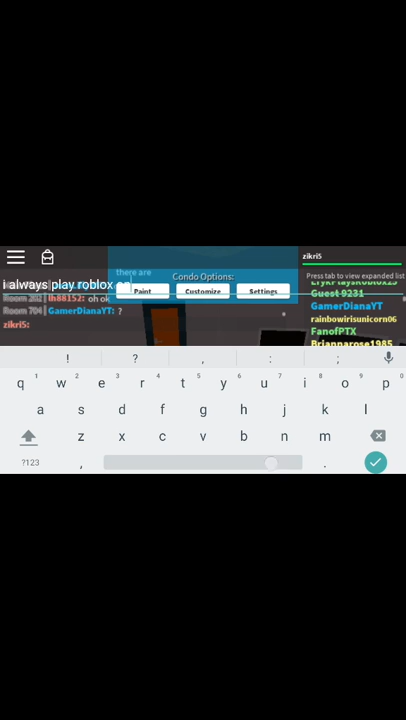 zikri5
Press tab to view expanded list
there are
Condo Options:
i always play roblox on
Paint
Customize
Settings
Guest 9231
GamerDianaYT
rainbowirisunicorn06
FanofPTX
Briannarose1985
Room 202 | lh88152: oh ok
Room 704 | GamerDianaYT: ?
zikri5:
! ? , : ;
q 1 w 2 e 3 r 4 t 5 y 6 u 7 i 8 o 9 p 0
a s d f g h j k l
z x c v b n m
?123 , .